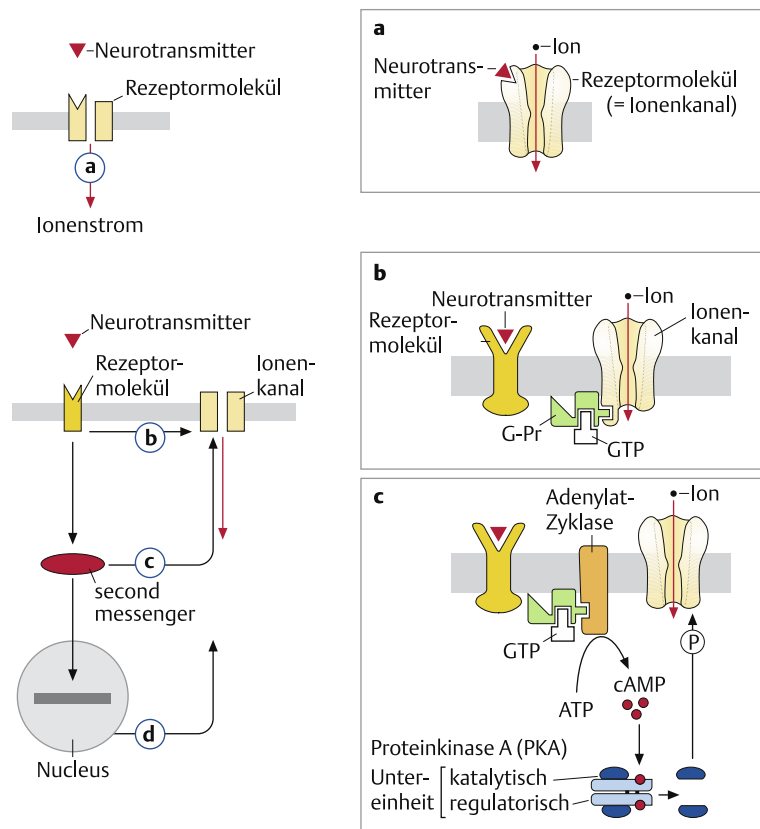 Neurotransmitter
Rezeptormolekül
a
Ionenstrom
Neurotransmitter
Rezeptor-
molekül
Ionen-
kanal
b
c
second
messenger
d
Nucleus
a
Ion
Neurotrans-
mitter
Rezeptormolekül
(= Ionenkanal)
b
Neurotransmitter
Ion
Rezeptor-
molekül
Ionen-
kanal
G-Pr
GTP
c
Adenylat-
Zyklase
Ion
GTP
P
ATP
cAMP
Proteinkinase A (PKA)
Unter-
einheit
katalytisch
regulatorisch